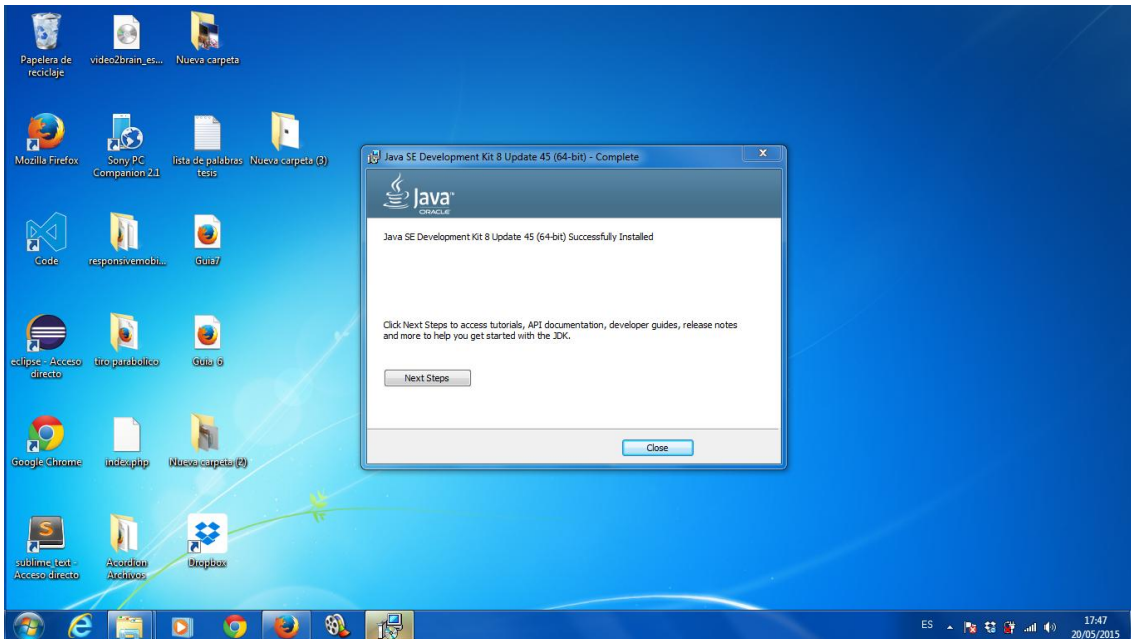 Papelera de
reciclaje
video2brain_es...
Nueva carpeta
Mozilla Firefox
Sony PC
Companion 2.1
lista de palabras
tesis
Nueva carpeta (3)
Code
responsivemobi...
Guia7
eclipse - Acceso
directo
tiro parabolico
Guia 6
Google Chrome
indexphp
Nueva carpeta (2)
sublime_text -
Acceso directo
Acordion
Archivos
Dropbox
Java SE Development Kit 8 Update 45 (64-bit) - Complete
Java™
ORACLE
Java SE Development Kit 8 Update 45 (64-bit) Successfully Installed
Click Next Steps to access tutorials, API documentation, developer guides, release notes
and more to help you get started with the JDK.
Next Steps
Close
ES
17:47
20/05/2015